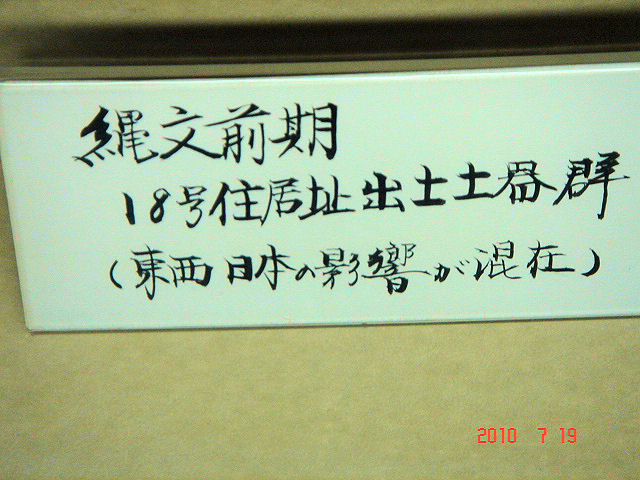 縄文前期
18号住居址出土土器群
(東西日本の影響が混在)
2010 7 19